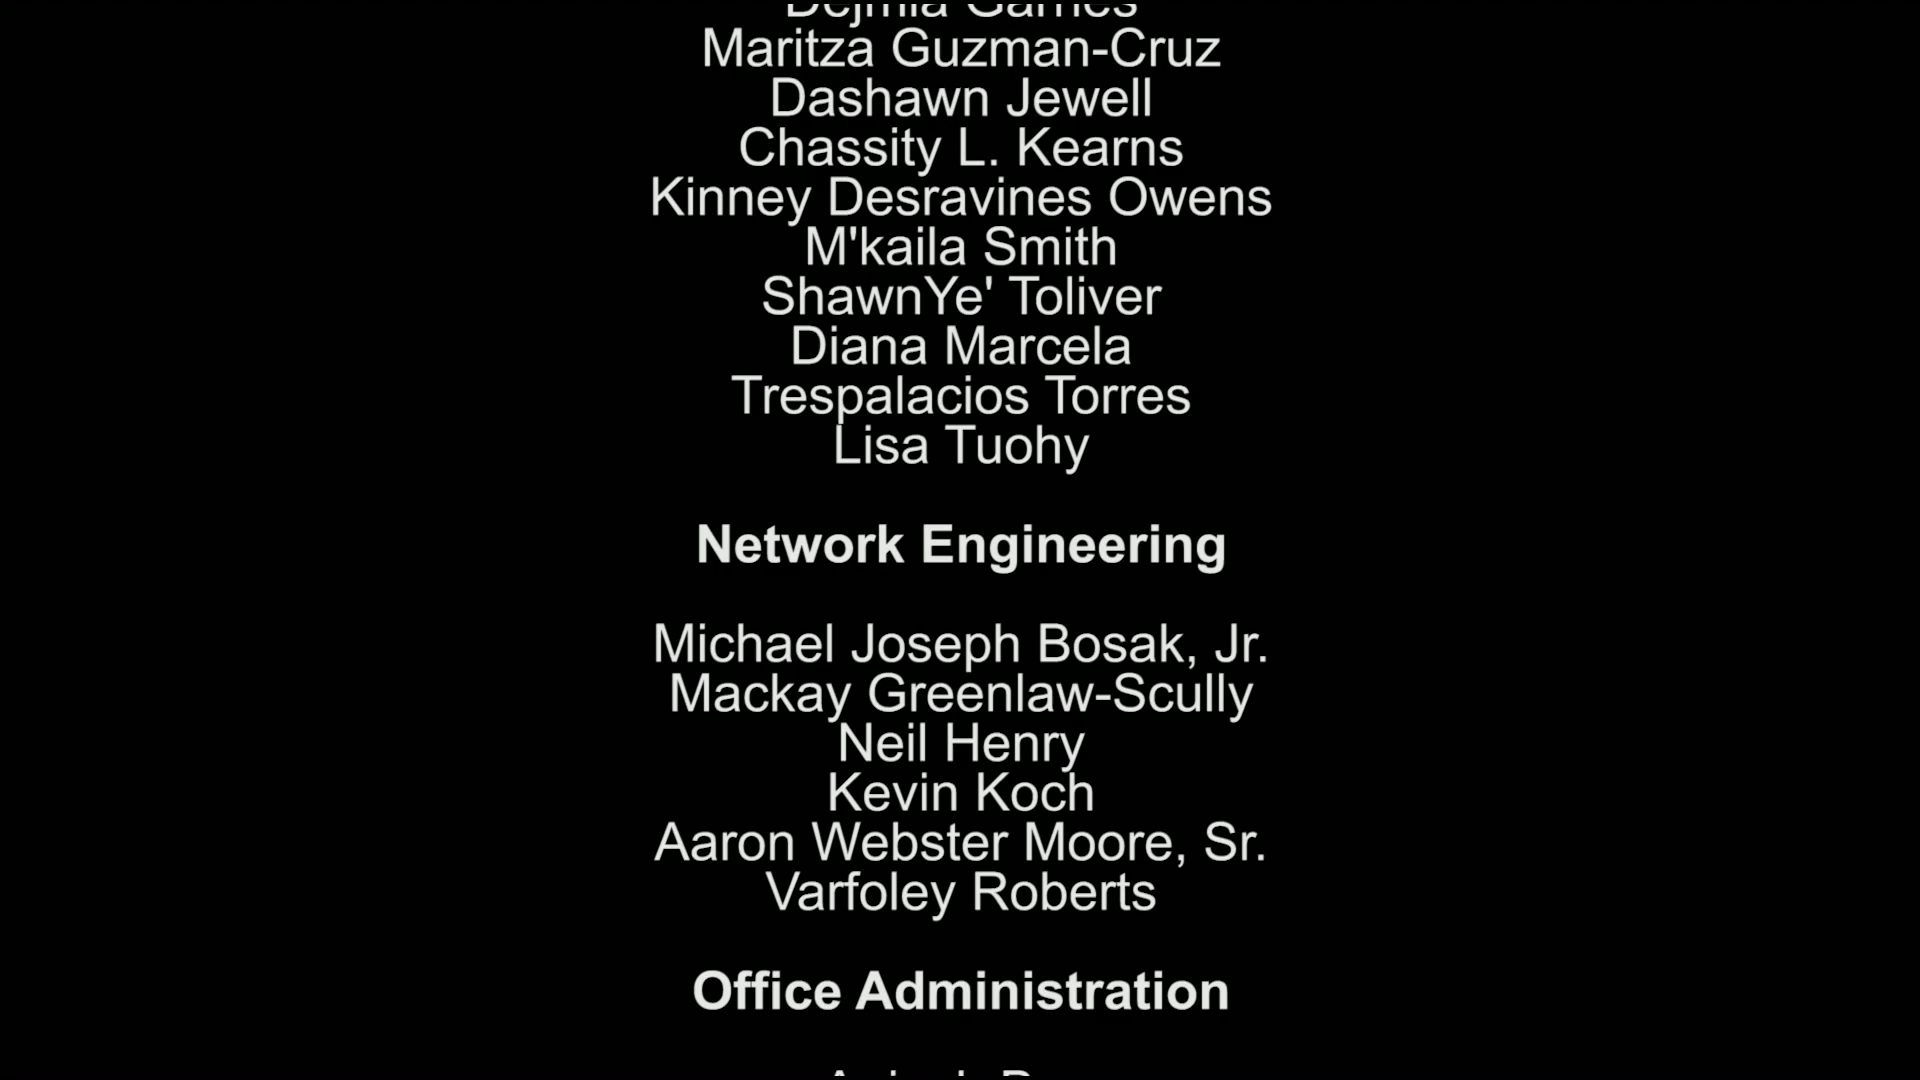 Maritza Guzman-Cruz
Dashawn Jewell
Chassity L. Kearns
Kinney Desravines Owens
M'kaila Smith
ShawnYe' Toliver
Diana Marcela
Trespalacios Torres
Lisa Tuohy
Network Engineering
Michael Joseph Bosak, Jr.
Mackay Greenlaw-Scully
Neil Henry
Kevin Koch
Aaron Webster Moore, Sr.
Varfoley Roberts
Office Administration